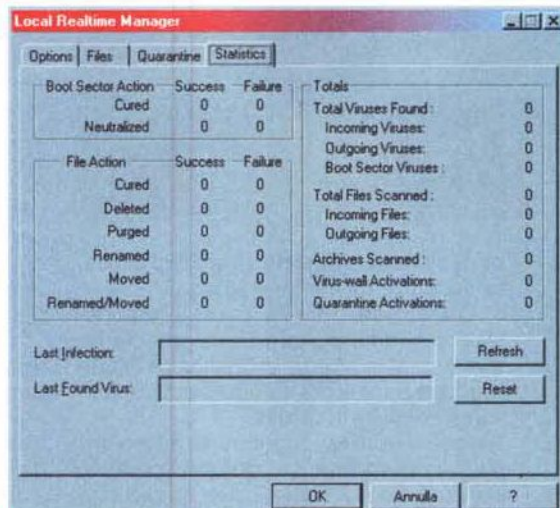 Local Realtime Manager
Options Files Quarantine Statistics
Boot Sector Action Success Failure
Cured 0 0
Neutralized 0 0
File Action Success Failure
Cured 0 0
Deleted 0 0
Purged 0 0
Renamed 0 0
Moved 0 0
Renamed/Moved 0 0
Totals
Total Viruses Found : 0
Incoming Viruses: 0
Outgoing Viruses: 0
Boot Sector Viruses : 0
Total Files Scanned : 0
Incoming Files: 0
Outgoing Files: 0
Archives Scanned : 0
Virus-wall Activations: 0
Quarantine Activations: 0
Last Infection:
Refresh
Last Found Virus:
Reset
OK Annulla ?